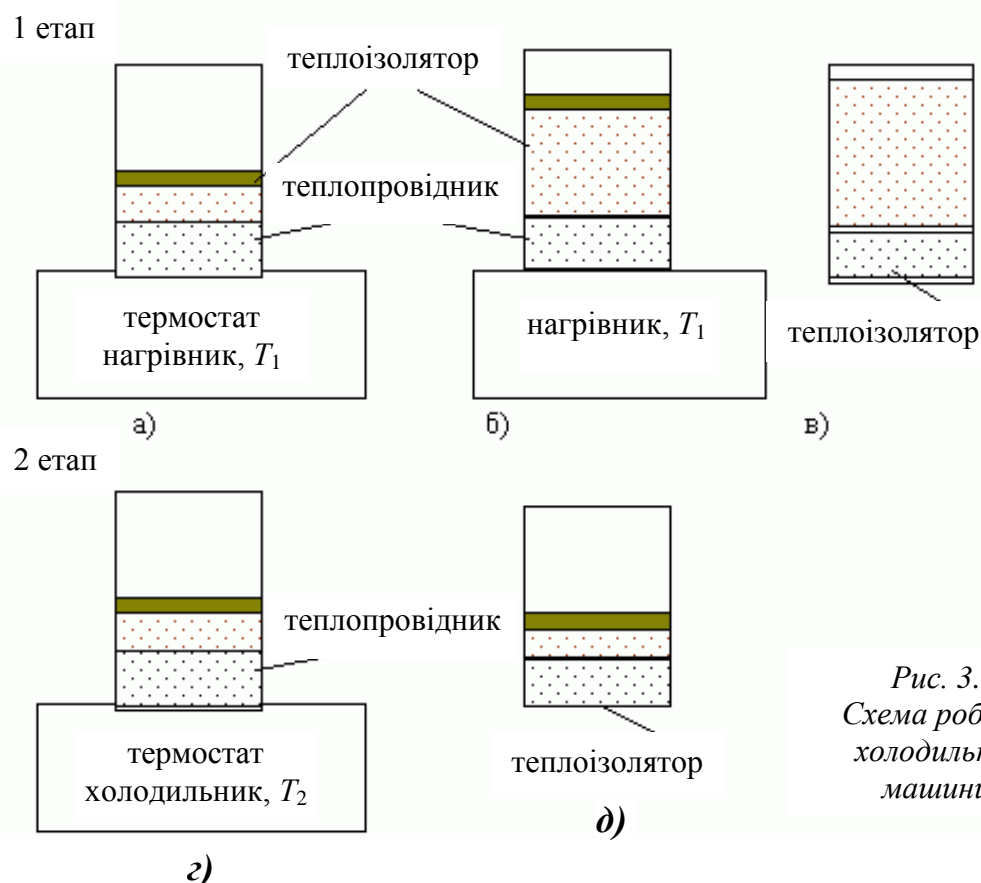 1 етап
теплоізолятор
теплопровідник
термостат
нагрівник, T1
нагрівник, T1
теплоізолятор
а)
б)
в)
2 етап
теплопровідник
термостат
холодильник, T2
теплоізолятор
г)
д)
Рис. 3.
Схема роб
холодильн
машин